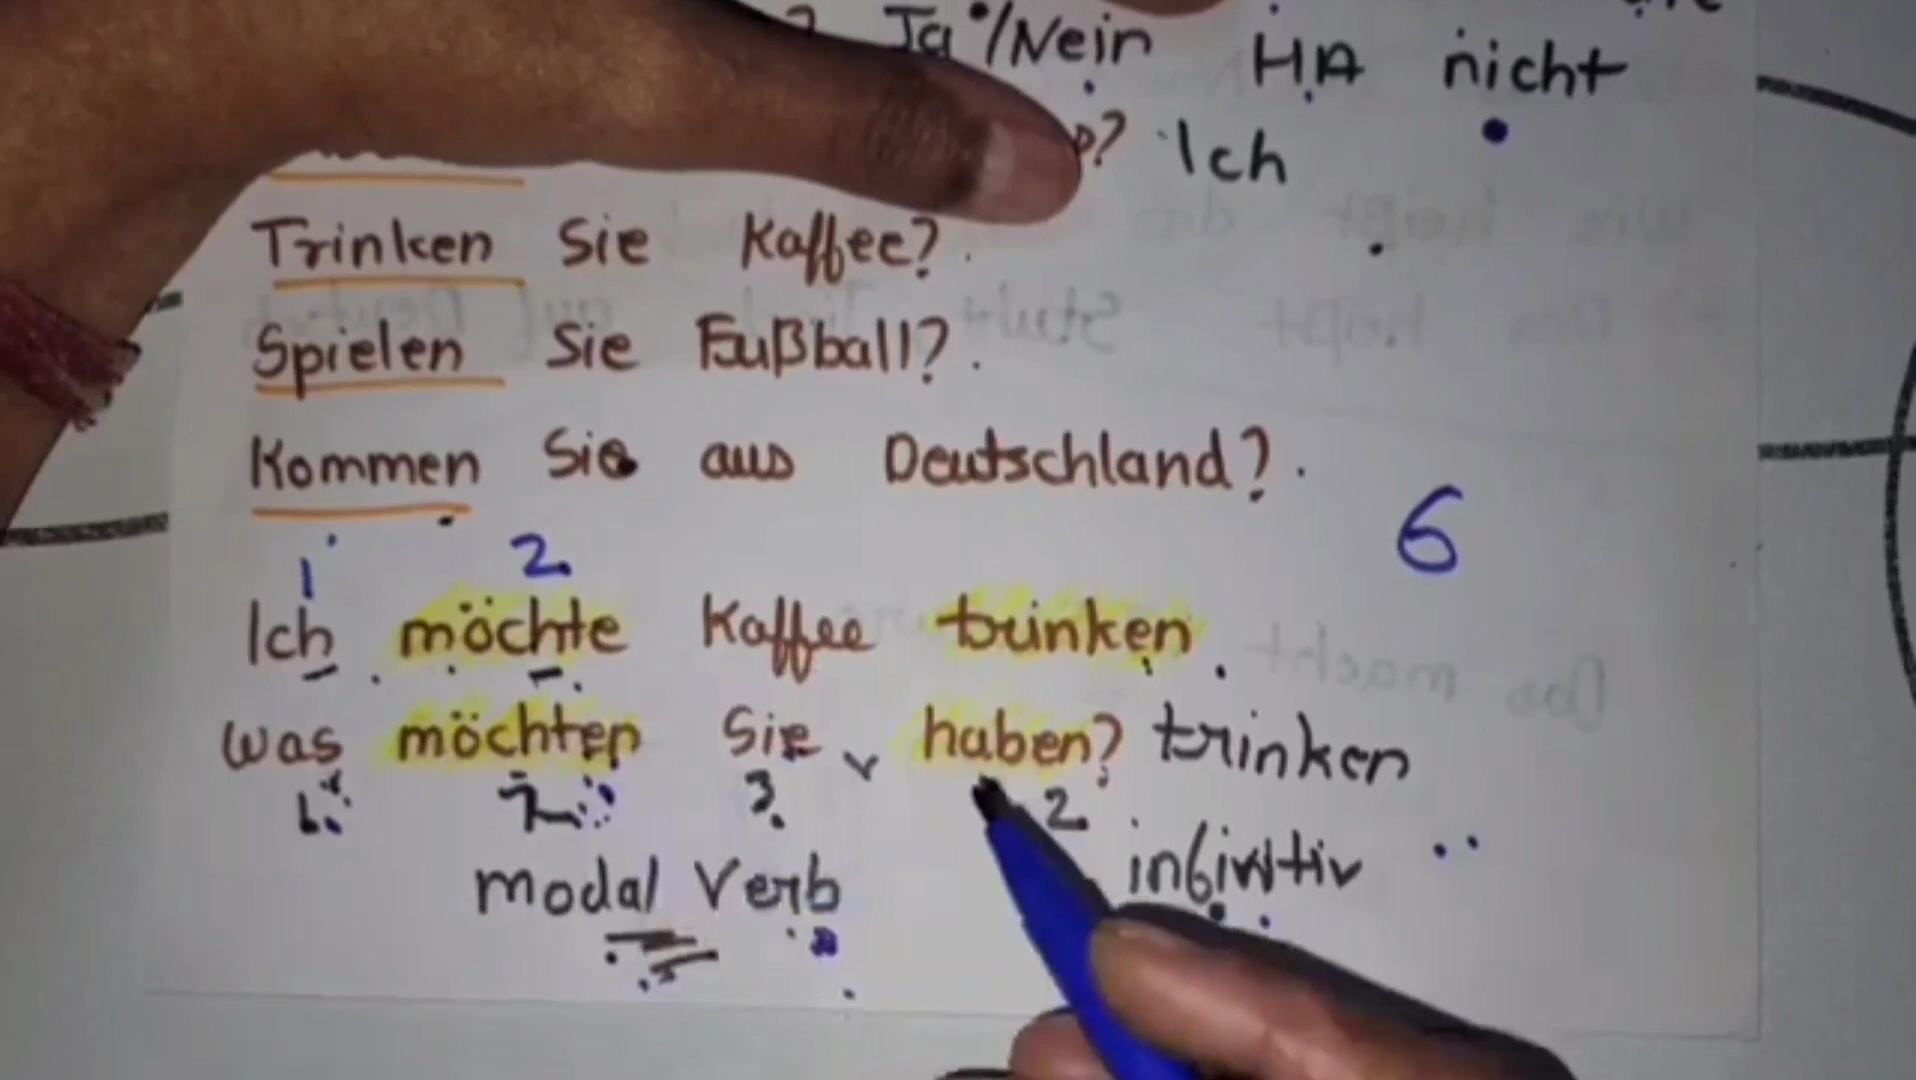 Ja/Nein HA nicht
? Ich
Trinken Sie Kaffee?
Spielen Sie Fußball?
Kommen Sie aus Deutschland?
6
1 2
Ich möchte Kaffee trinken.
Was möchten Sie haben? trinken
1. 2 3. 2
modal Verb infinitiv